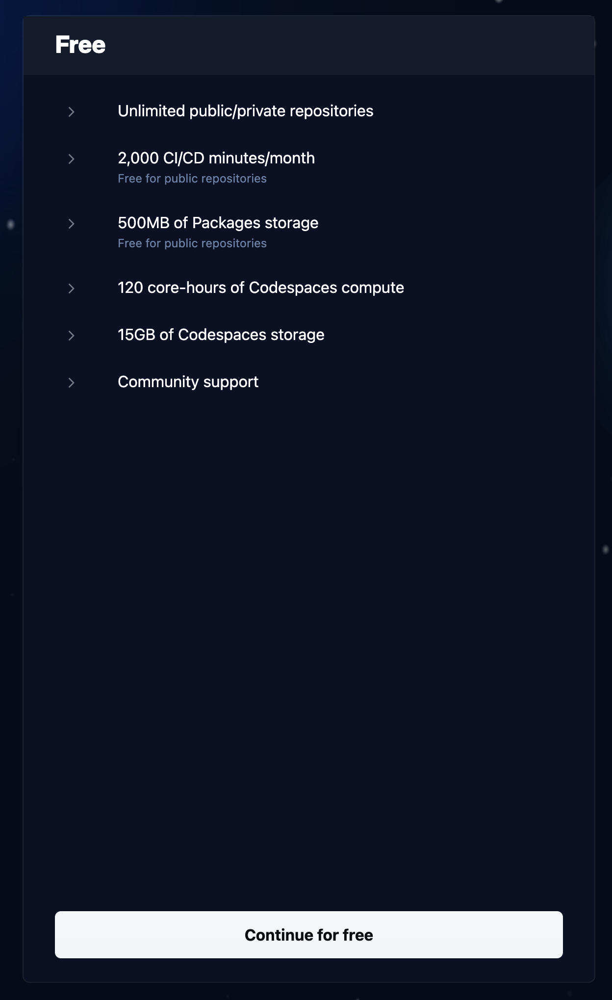 Free
Unlimited public/private repositories
2,000 CI/CD minutes/month
Free for public repositories
500MB of Packages storage
Free for public repositories
120 core-hours of Codespaces compute
15GB of Codespaces storage
Community support
Continue for free